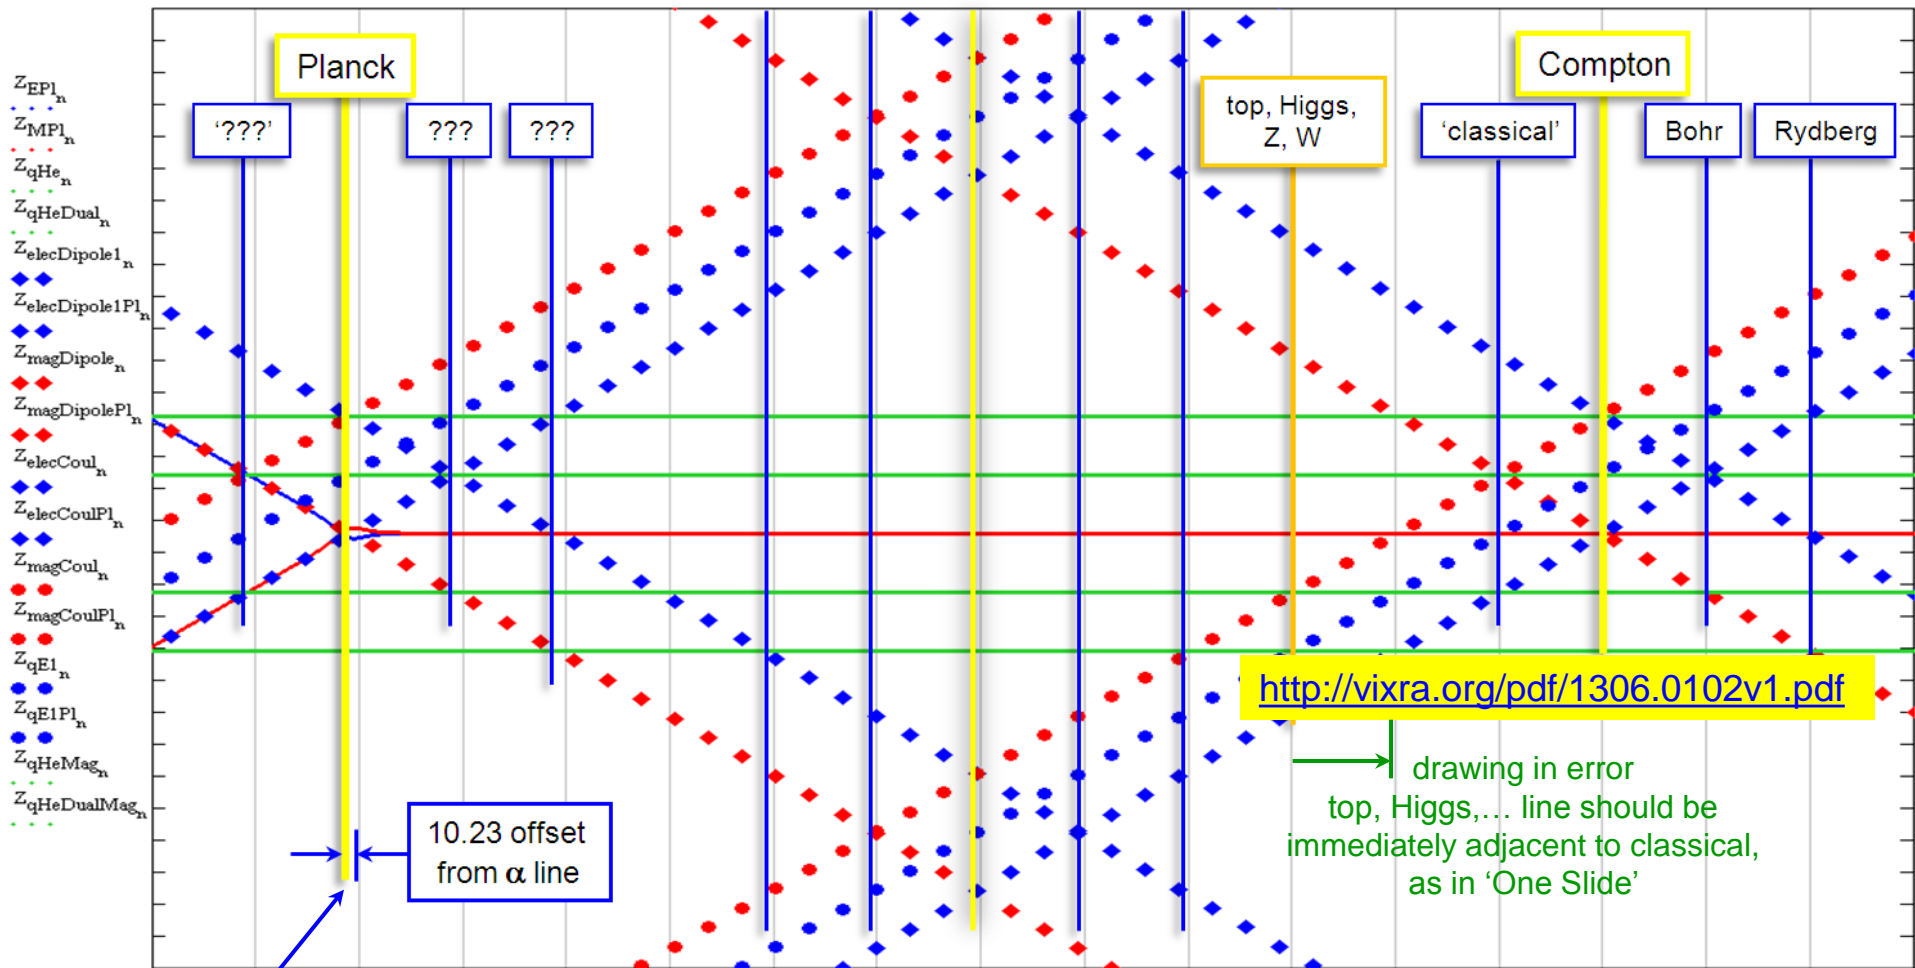 Planck
Compton
'???'
???
???
top, Higgs,
Z, W
'classical'
Bohr
Rydberg
Z_EPl_n
Z_MPl_n
Z_qHe_n
Z_qHeDual_n
Z_elecDipole1_n
Z_elecDipole1Pl_n
Z_magDipole_n
Z_magDipolePl_n
Z_elecCoul_n
Z_elecCoulPl_n
Z_magCoul_n
Z_magCoulPl_n
Z_qE1_n
Z_qE1Pl_n
Z_qHeMag_n
Z_qHeDualMag_n
http://vixra.org/pdf/1306.0102v1.pdf
drawing in error
top, Higgs,… line should be
immediately adjacent to classical,
as in 'One Slide'
10.23 offset
from α line